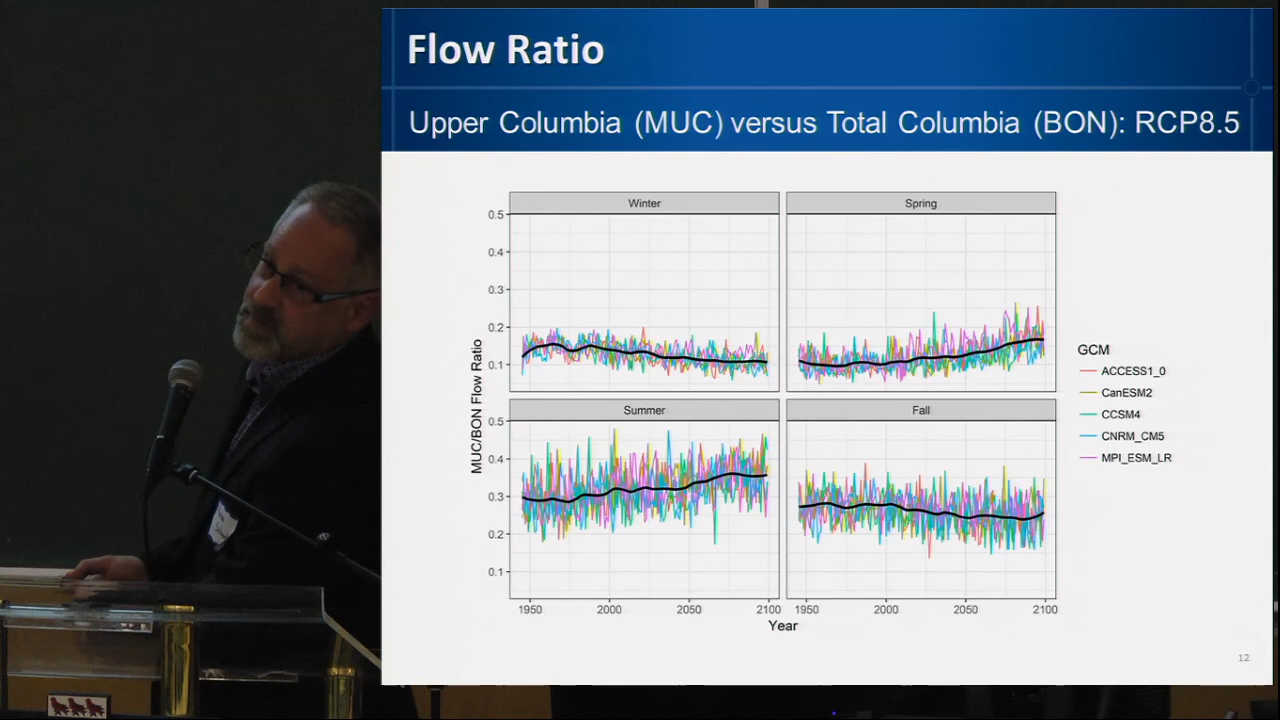 Flow Ratio
Upper Columbia (MUC) versus Total Columbia (BON): RCP8.5
Winter
Spring
0.5
0.4
0.3
0.2
0.1
Summer
Fall
0.5
0.4
0.3
0.2
0.1
1950
2000
2050
2100
1950
2000
2050
2100
MUC/BON Flow Ratio
Year
GCM
ACCESS1_0
CanESM2
CCSM4
CNRM_CM5
MPI_ESM_LR
12